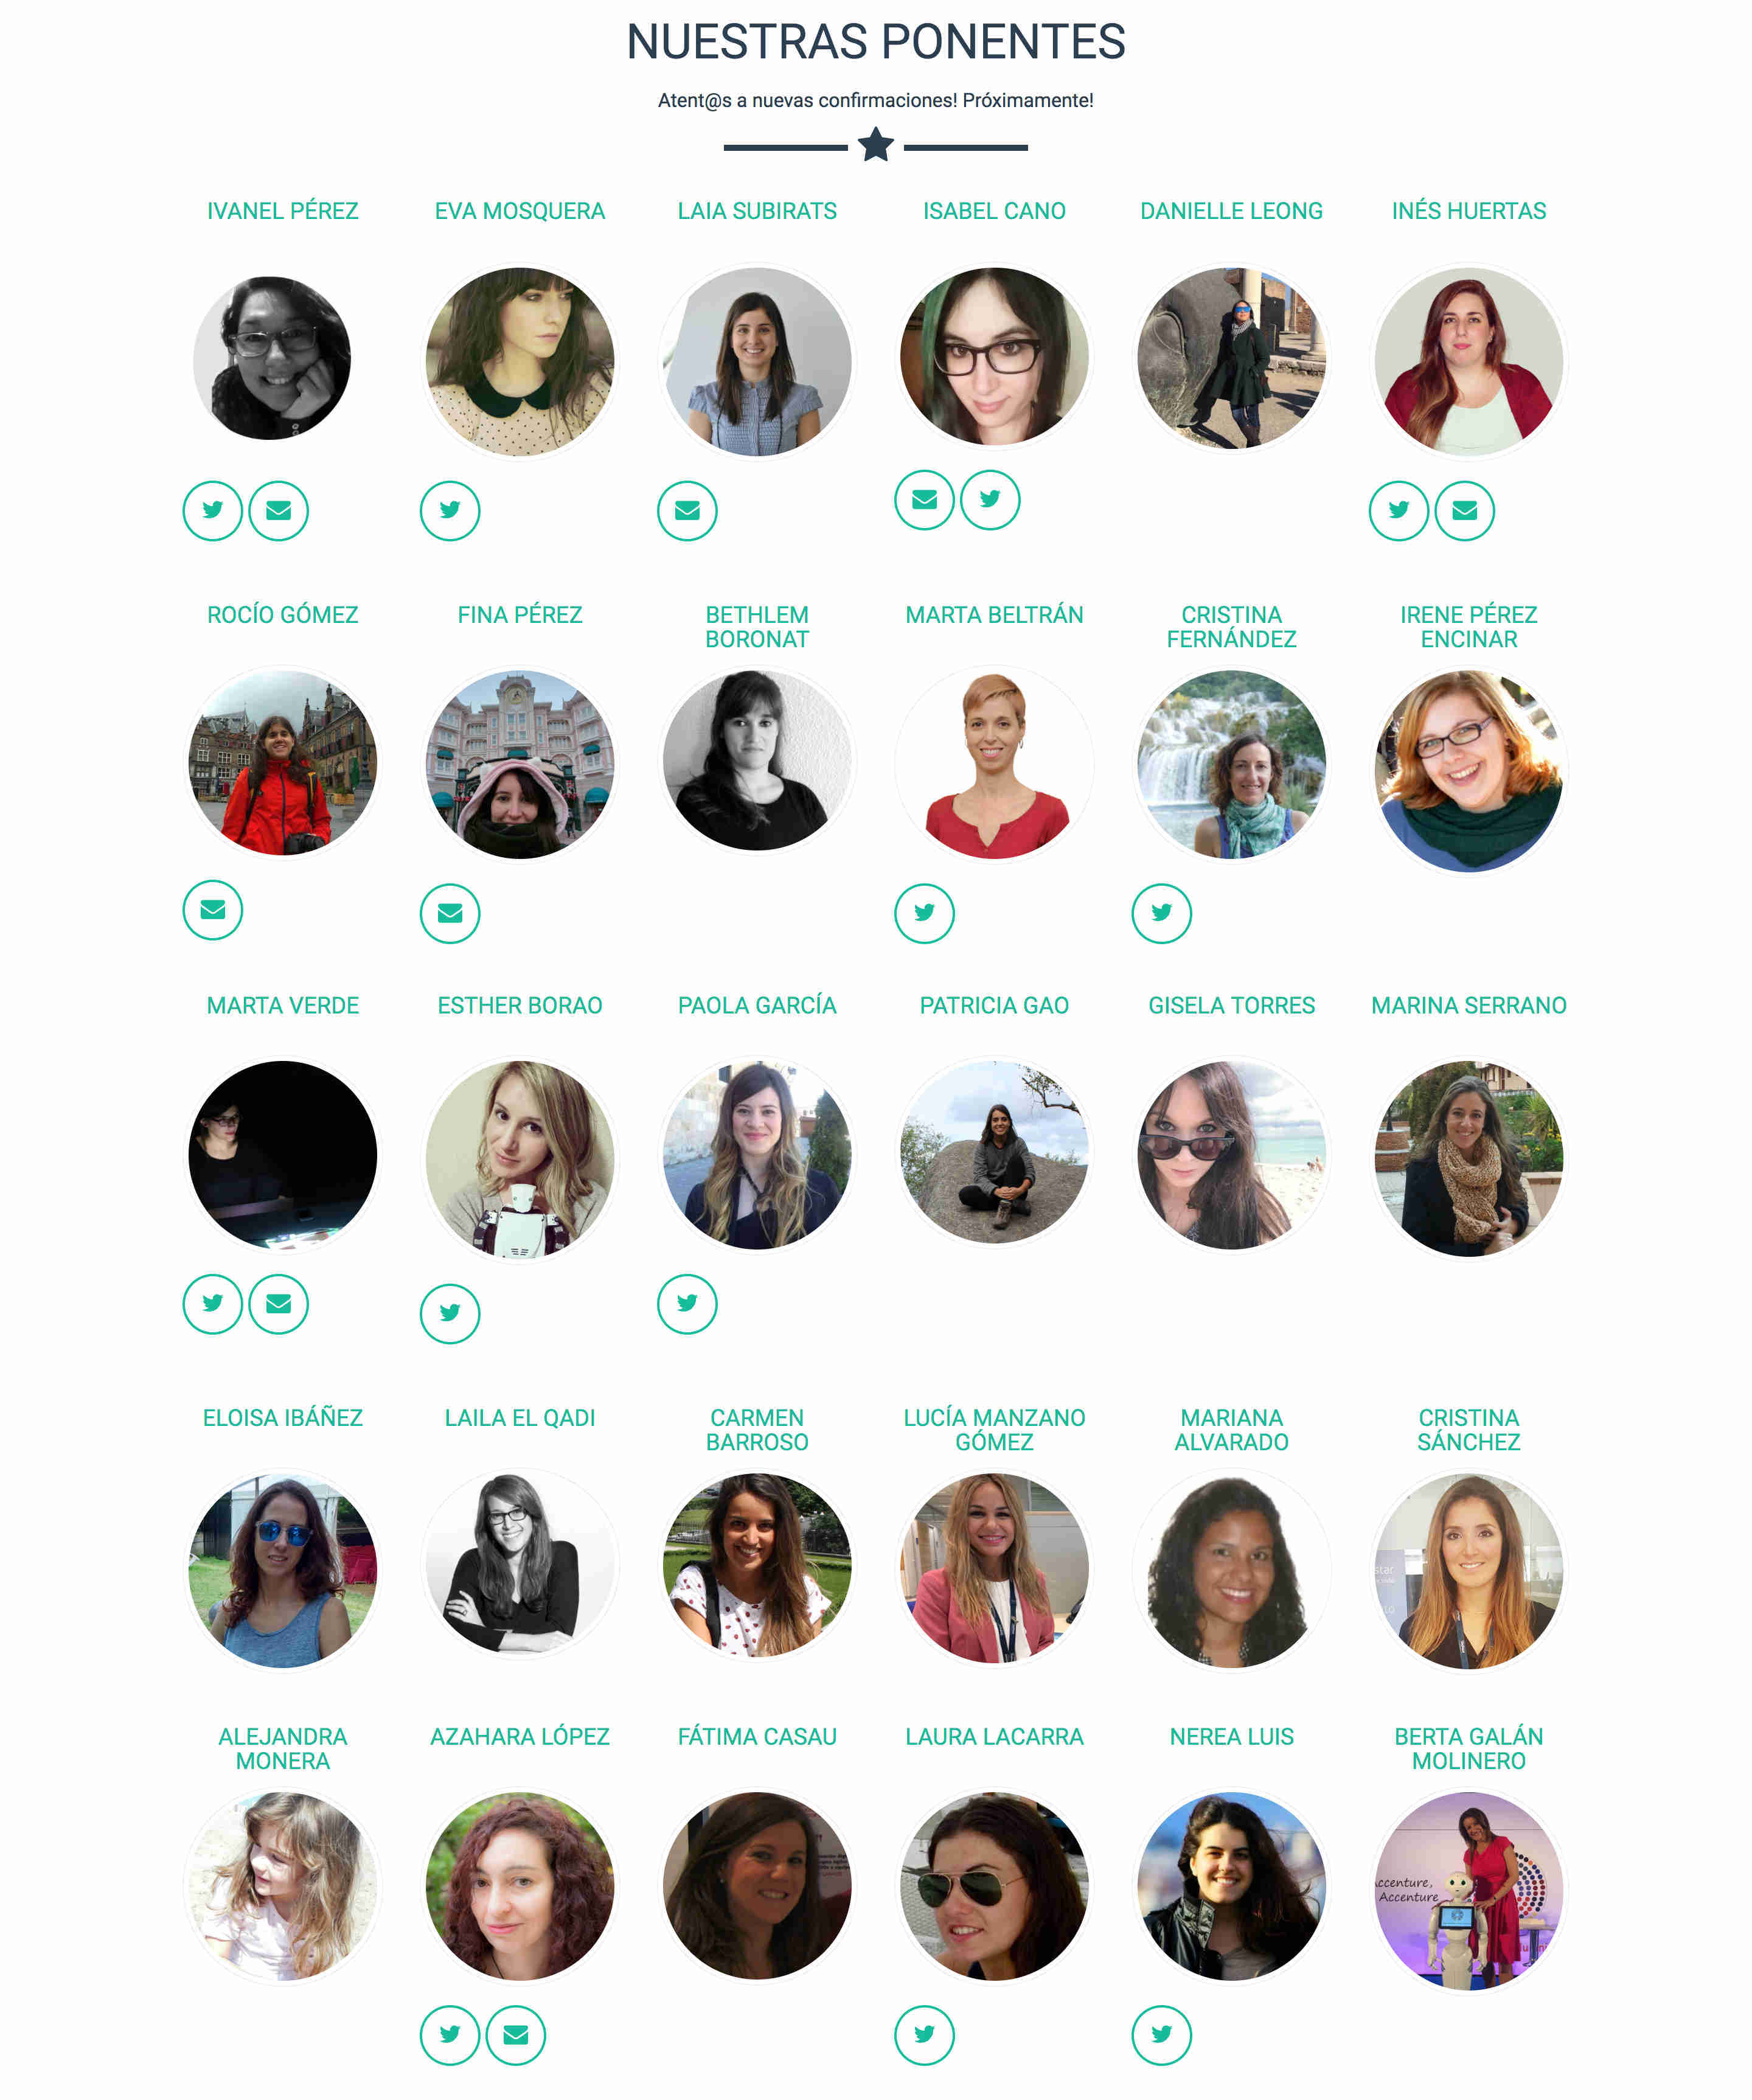 NUESTRAS PONENTES
Atent@s a nuevas confirmaciones! Próximamente!
IVANEL PÉREZ
EVA MOSQUERA
LAIA SUBIRATS
ISABEL CANO
DANIELLE LEONG
INÉS HUERTAS
ROCÍO GÓMEZ
FINA PÉREZ
BETHLEM
BORONAT
MARTA BELTRÁN
CRISTINA
FERNÁNDEZ
IRENE PÉREZ
ENCINAR
MARTA VERDE
ESTHER BORAO
PAOLA GARCÍA
PATRICIA GAO
GISELA TORRES
MARINA SERRANO
ELOISA IBÁÑEZ
LAILA EL QADI
CARMEN
BARROSO
LUCÍA MANZANO
GÓMEZ
MARIANA
ALVARADO
CRISTINA
SÁNCHEZ
ALEJANDRA
MONERA
AZAHARA LÓPEZ
FÁTIMA CASAU
LAURA LACARRA
NEREA LUIS
BERTA GALÁN
MOLINERO
ccenture,
Accenture